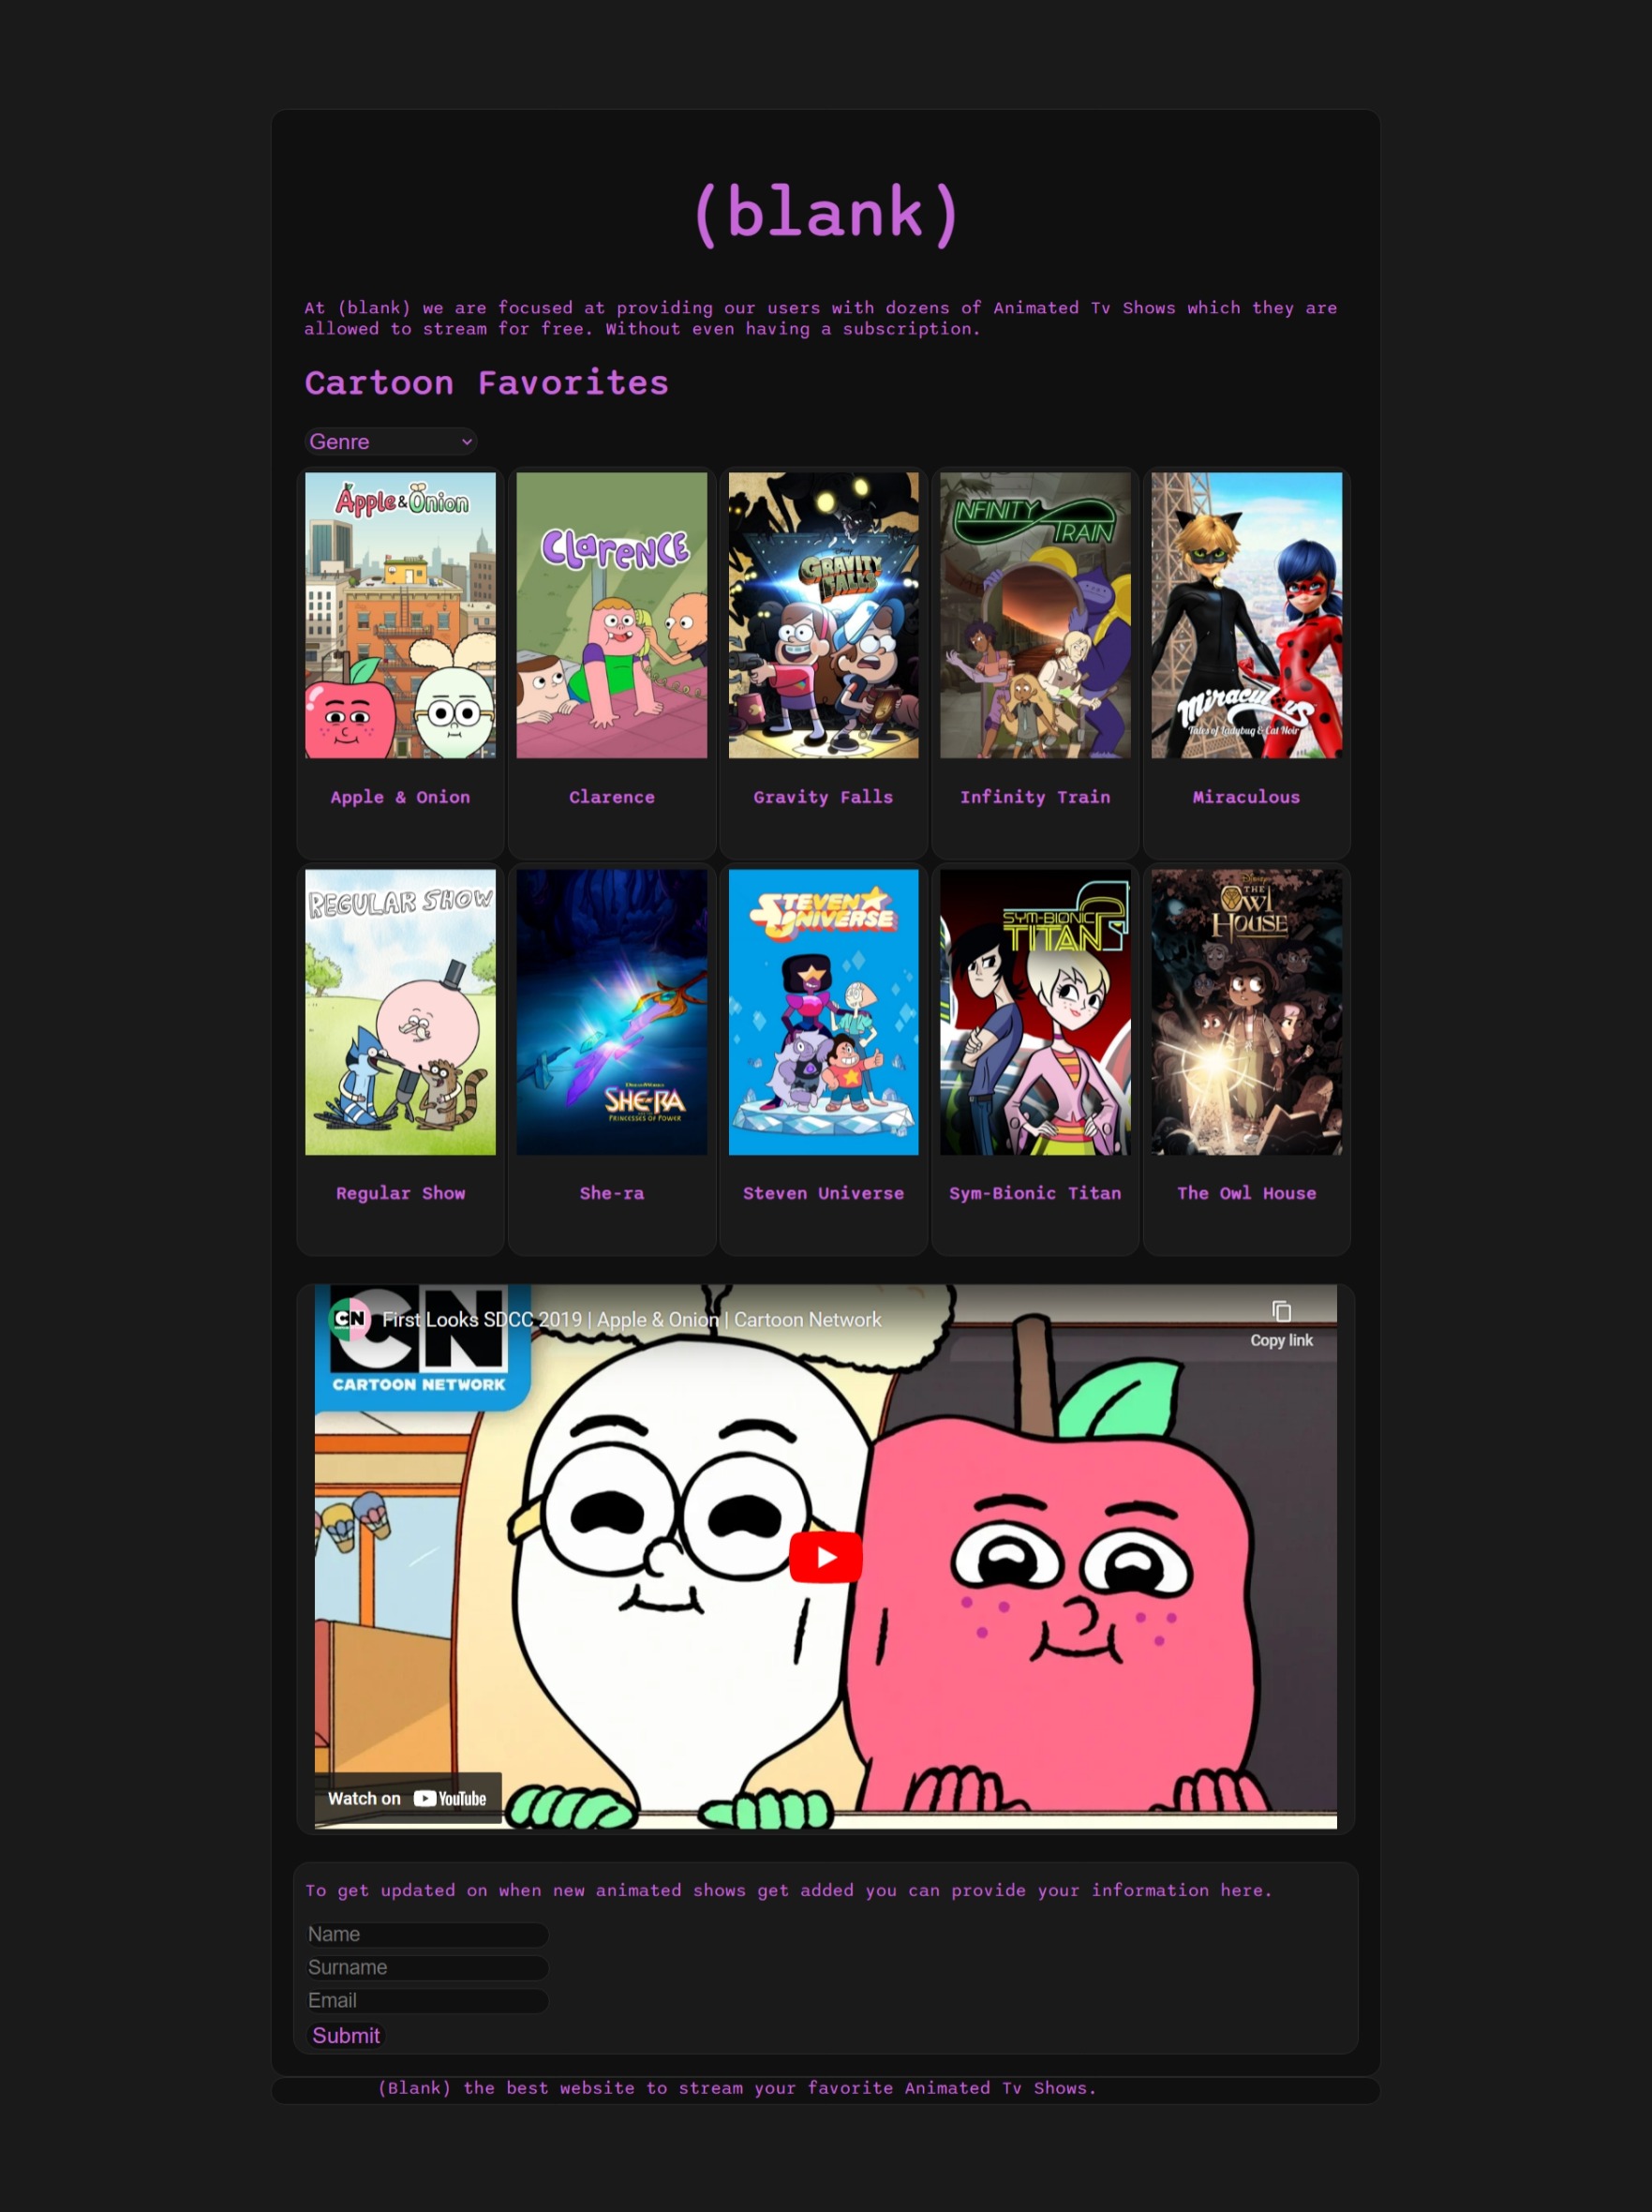 (blank)
At (blank) we are focused at providing our users with dozens of Animated Tv Shows which they are
allowed to stream for free. Without even having a subscription.
Cartoon Favorites
Genre
Apple & Onion
Clarence
Disney
GRAVITY
FALLS
INFINITY
TRAIN
Miraculous
Tales of Ladybug & Cat Noir
Apple & Onion
Clarence
Gravity Falls
Infinity Train
Miraculous
REGULAR SHOW
DREAMWORKS
SHE-RA
PRINCESSES OF POWER
STEVEN
UNIVERSE
SYM-BIONIC
TITAN
Disney
THE
OWL
HOUSE
Regular Show
She-ra
Steven Universe
Sym-Bionic Titan
The Owl House
CN
First Looks SDCC 2019 | Apple & Onion | Cartoon Network
Copy link
CN
CARTOON NETWORK
Watch on YouTube
To get updated on when new animated shows get added you can provide your information here.
Name
Surname
Email
Submit
(Blank) the best website to stream your favorite Animated Tv Shows.